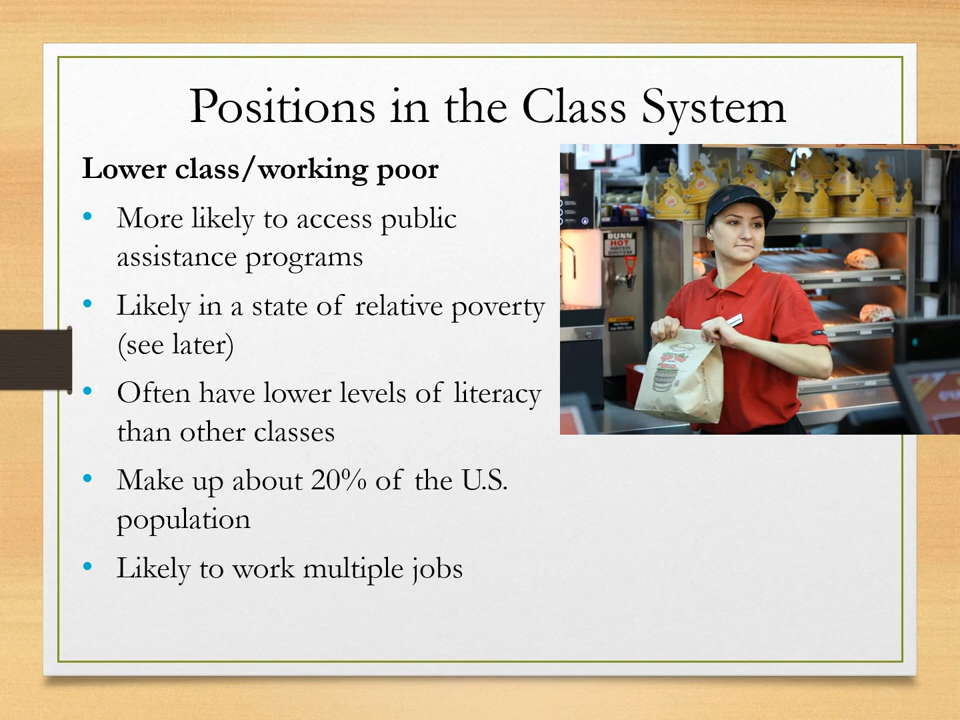 Positions in the Class System
Lower class/working poor
• More likely to access public
assistance programs
• Likely in a state of relative poverty
(see later)
• Often have lower levels of literacy
than other classes
• Make up about 20% of the U.S.
population
• Likely to work multiple jobs
BUNN
HOT
WATER
SYSTEM